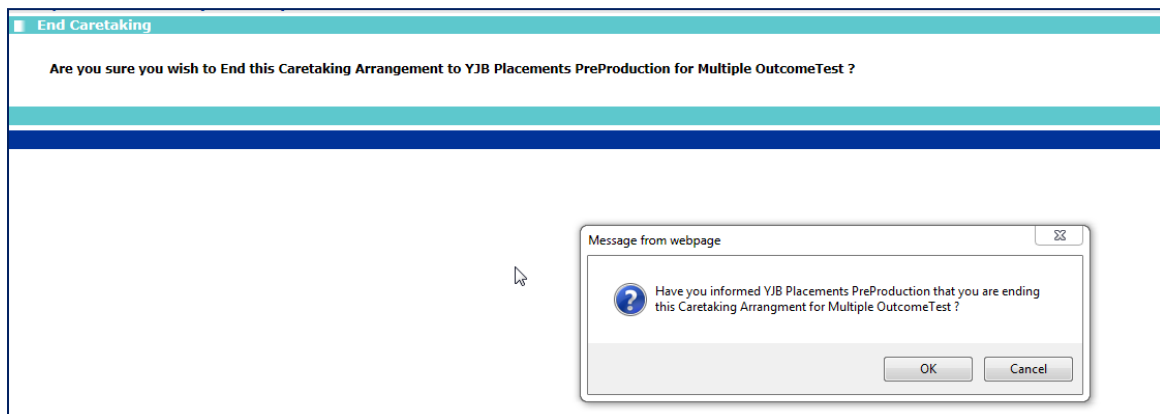 End Caretaking
Are you sure you wish to End this Caretaking Arrangement to YJB Placements PreProduction for Multiple OutcomeTest ?
Message from webpage
Have you informed YJB Placements PreProduction that you are ending
this Caretaking Arrangment for Multiple OutcomeTest ?
OK
Cancel